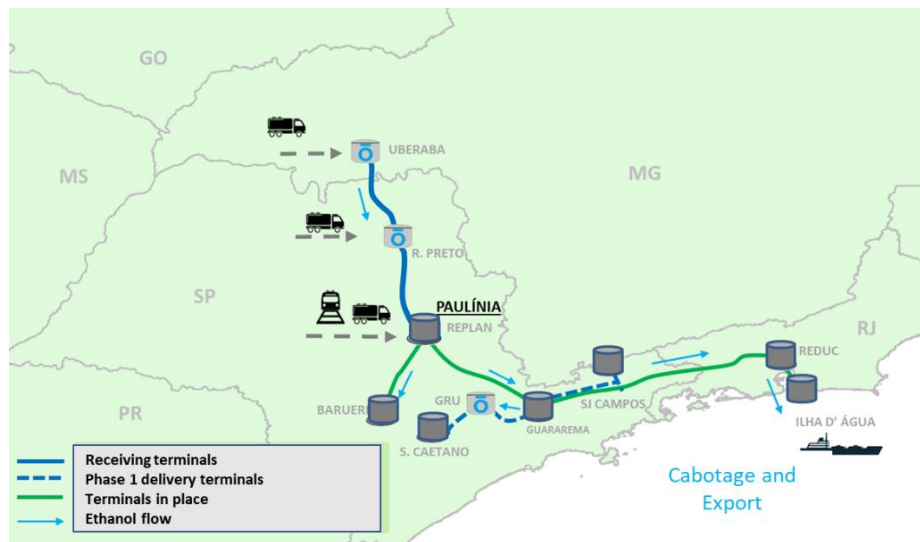 GO
MS
MG
UBERABA
R. PRETO
SP
PAULÍNIA
REPLAN
RJ
REDUC
PR
BARUERI
GRU
SJ CAMPOS
GUARAREMA
S. CAETANO
ILHA D' ÁGUA
Receiving terminals
Phase 1 delivery terminals
Terminals in place
Ethanol flow
Cabotage and
Export